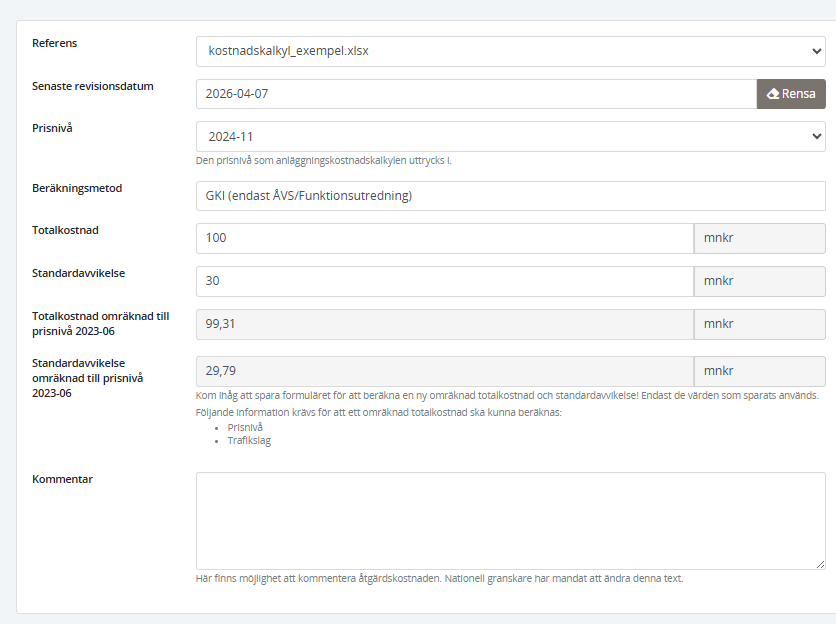 Referens
kostnadskalkyl_exempel.xlsx
Senaste revisionsdatum
2026-04-07
Rensa
Prisnivå
2024-11
Den prisnivå som anläggningskostnadskalkylen uttrycks i.
Beräkningsmetod
GKI (endast ÅVS/Funktionsutredning)
Totalkostnad
100
mnkr
Standardavvikelse
30
mnkr
Totalkostnad omräknad till
prisnivå 2023-06
99,31
mnkr
Standardavvikelse
omräknad till prisnivå
2023-06
29,79
mnkr
Kom ihåg att spara formuläret för att beräkna en ny omräknad totalkostnad och standardavvikelse! Endast de värden som sparats används.
Följande information krävs för att ett omräknad totalkostnad ska kunna beräknas:
• Prisnivå
• Trafikslag
Kommentar
Här finns möjlighet att kommentera åtgärdskostnaden. Nationell granskare har mandat att ändra denna text.